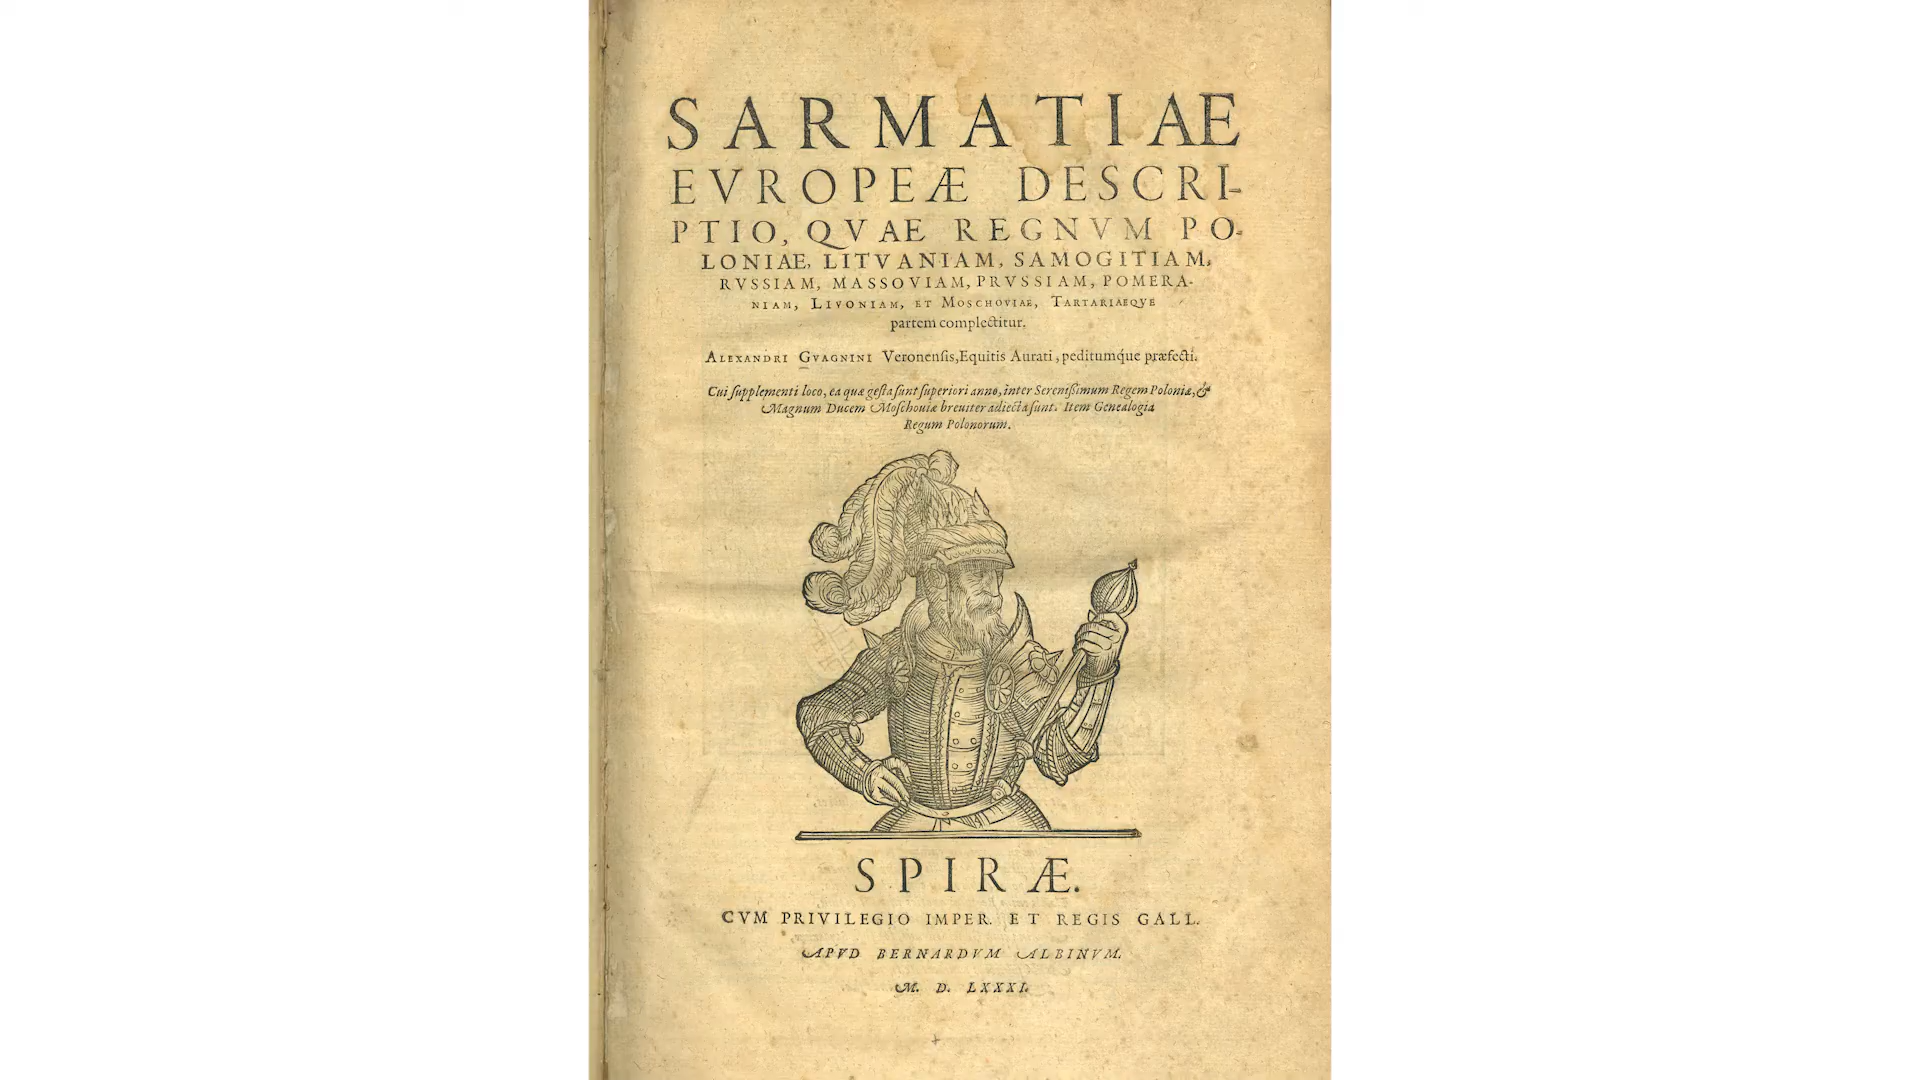 SARMATIAE
EVROPEÆ DESCRI-
PTIO, QVAE REGNVM PO-
LONIAE, LITVANIAM, SAMOGITIAM,
RVSSIAM, MASSOVIAM, PRVSSIAM, POMERA-
NIAM, LIVONIAM, ET MOSCHOVIAE, TARTARIAEQVE
partem complectitur.
ALEXANDRI GVAGNINI Veronenſis, Equitis Aurati, peditumq́ue præfecti.
Cui ſupplementi loco, ea quæ geſta ſunt ſuperiori anno, inter Sereniſsimum Regem Poloniæ, &
Magnum Ducem Moſchouiæ breuiter adiecta ſunt. Item Genealogia
Regum Polonorum.
SPIRÆ.
CVM PRIVILEGIO IMPER. ET REGIS GALL.
APVD BERNARDVM ALBINVM.
M. D. LXXXI.